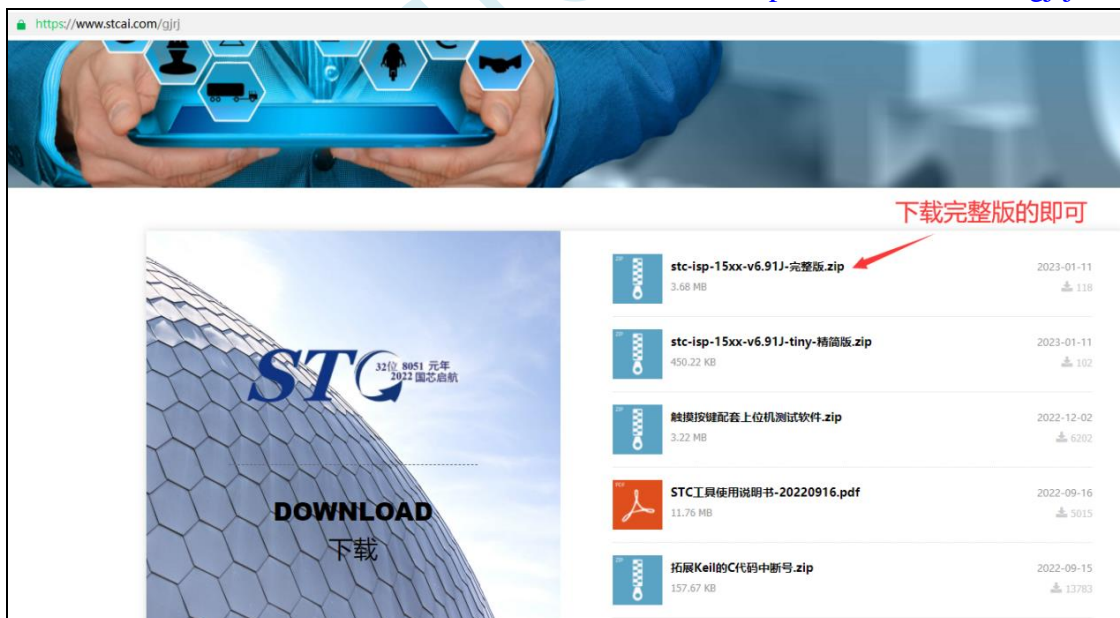 https://www.stcai.com/gjrj
下载完整版的即可
ZIP
stc-isp-15xx-v6.91J-完整版.zip
2023-01-11
3.68 MB
118
ZIP
stc-isp-15xx-v6.91J-tiny-精简版.zip
2023-01-11
450.22 KB
102
STC
32位 8051 元年
2022 国芯启航
ZIP
触摸按键配套上位机测试软件.zip
2022-12-02
3.22 MB
6202
DOWNLOAD
下载
PDF
STC工具使用说明书-20220916.pdf
2022-09-16
11.76 MB
5015
ZIP
拓展Keil的C代码中断号.zip
2022-09-15
157.67 KB
13783